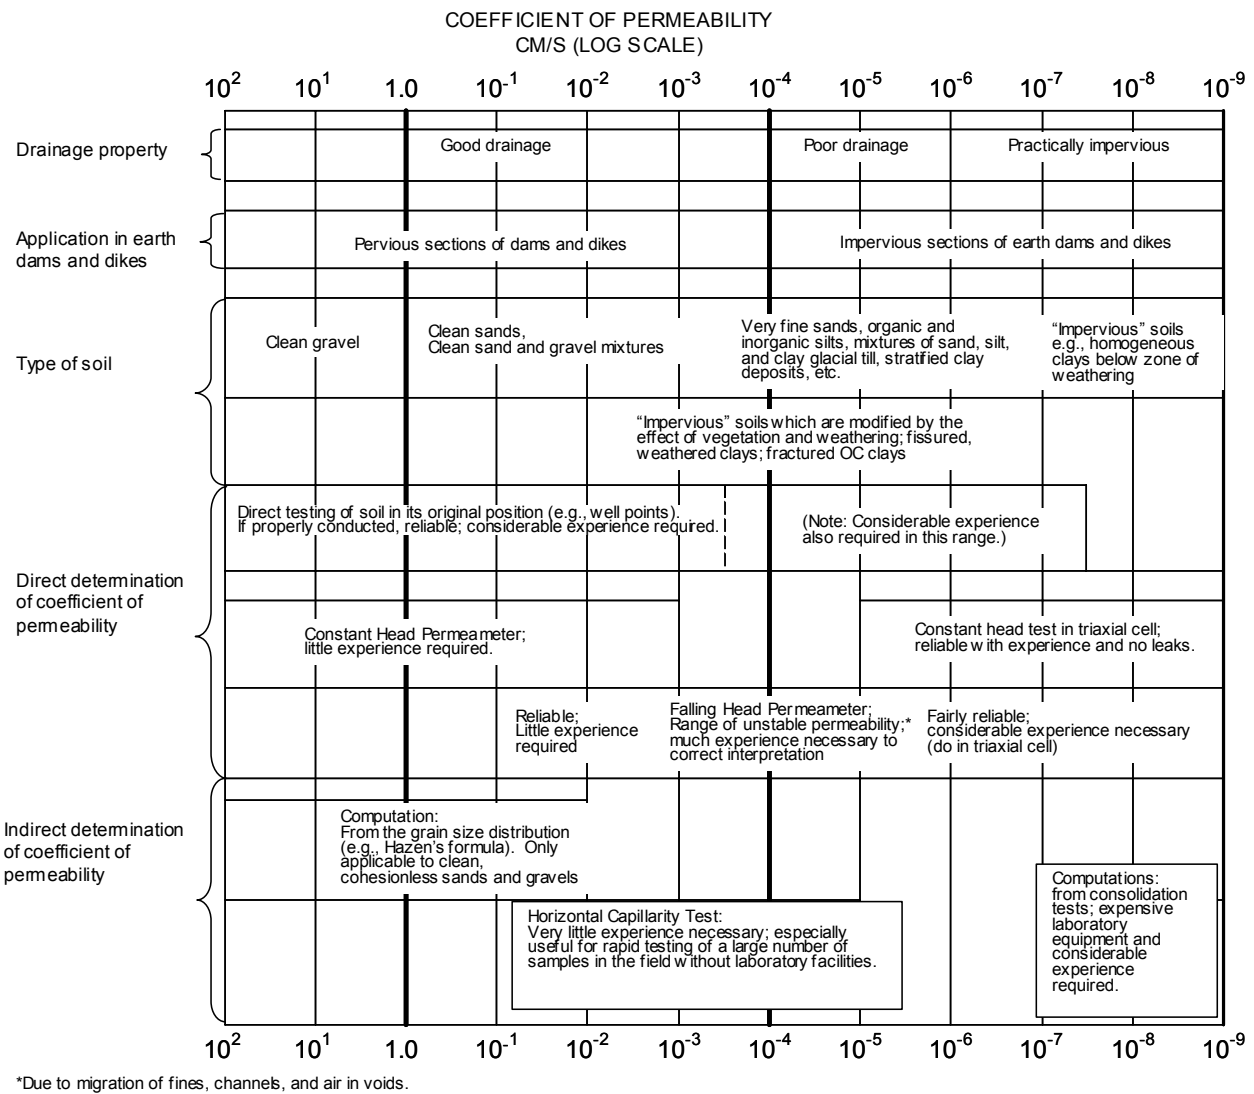 COEFFICIENT OF PERMEABILITY
CM/S (LOG SCALE)
10² 10¹ 1.0 10⁻¹ 10⁻² 10⁻³ 10⁻⁴ 10⁻⁵ 10⁻⁶ 10⁻⁷ 10⁻⁸ 10⁻⁹
Drainage property
Good drainage
Poor drainage
Practically impervious
Application in earth
dams and dikes
Pervious sections of dams and dikes
Impervious sections of earth dams and dikes
Type of soil
Clean gravel
Clean sands,
Clean sand and gravel mixtures
Very fine sands, organic and
inorganic silts, mixtures of sand, silt,
and clay glacial till, stratified clay
deposits, etc.
“Impervious” soils
e.g., homogeneous
clays below zone of
weathering
“Impervious” soils which are modified by the
effect of vegetation and weathering; fissured,
weathered clays; fractured OC clays
Direct determination
of coefficient of
permeability
Direct testing of soil in its original position (e.g., well points).
If properly conducted, reliable; considerable experience required.
(Note: Considerable experience
also required in this range.)
Constant Head Permeameter;
little experience required.
Constant head test in triaxial cell;
reliable with experience and no leaks.
Reliable;
Little experience
required
Falling Head Permeameter;
Range of unstable permeability;*
much experience necessary to
correct interpretation
Fairly reliable;
considerable experience necessary
(do in triaxial cell)
Indirect determination
of coefficient of
permeability
Computation:
From the grain size distribution
(e.g., Hazen’s formula). Only
applicable to clean,
cohesionless sands and gravels
Horizontal Capillarity Test:
Very little experience necessary; especially
useful for rapid testing of a large number of
samples in the field without laboratory facilities.
Computations:
from consolidation
tests; expensive
laboratory
equipment and
considerable
experience
required.
10² 10¹ 1.0 10⁻¹ 10⁻² 10⁻³ 10⁻⁴ 10⁻⁵ 10⁻⁶ 10⁻⁷ 10⁻⁸ 10⁻⁹
*Due to migration of fines, channels, and air in voids.